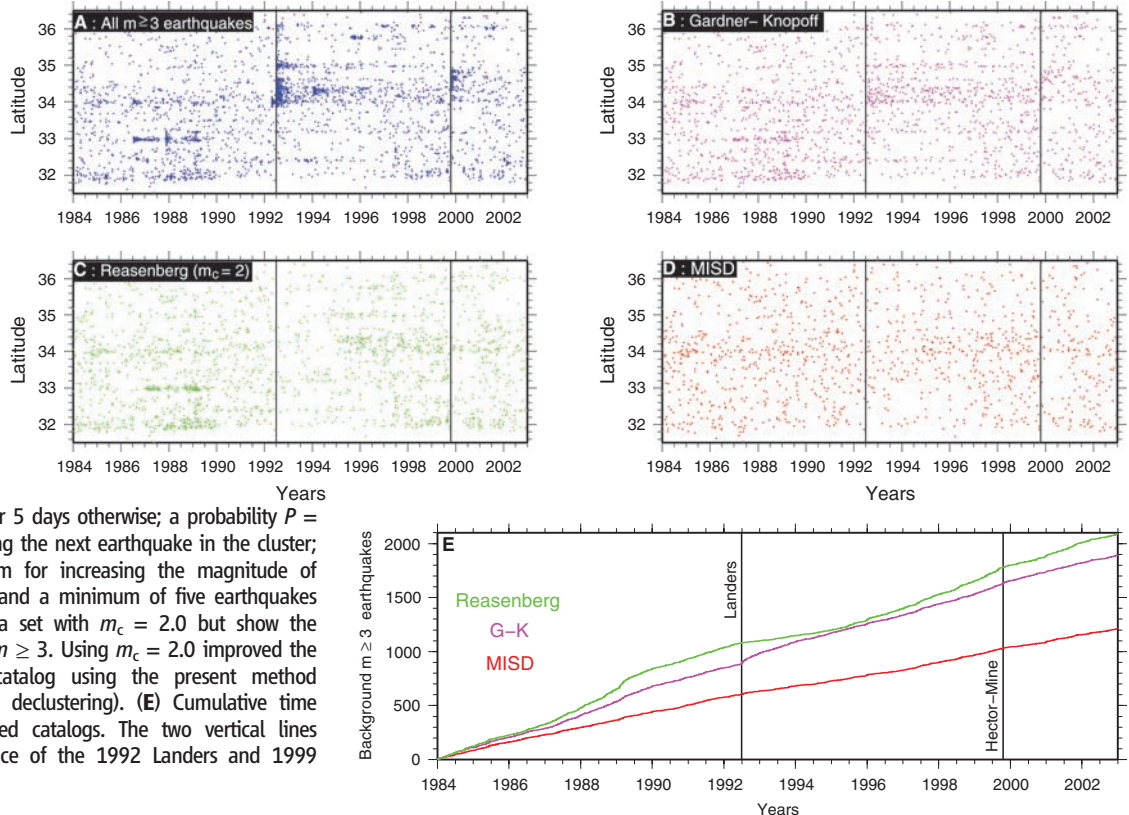 A : All m ≥ 3 earthquakes
Latitude
36
35
34
33
32
1984 1986 1988 1990 1992 1994 1996 1998 2000 2002
B : Gardner– Knopoff
Latitude
36
35
34
33
32
1984 1986 1988 1990 1992 1994 1996 1998 2000 2002
C : Reasenberg (mc = 2)
Latitude
36
35
34
33
32
1984 1986 1988 1990 1992 1994 1996 1998 2000 2002
Years
D : MISD
Latitude
36
35
34
33
32
1984 1986 1988 1990 1992 1994 1996 1998 2000 2002
Years
r 5 days otherwise; a probability P =
ng the next earthquake in the cluster;
m for increasing the magnitude of
and a minimum of five earthquakes
a set with mc = 2.0 but show the
m ≥ 3. Using mc = 2.0 improved the
catalog using the present method
declustering). (E) Cumulative time
ed catalogs. The two vertical lines
ce of the 1992 Landers and 1999
E
Background m ≥ 3 earthquakes
2000
1500
1000
500
0
Reasenberg
G–K
MISD
Landers
Hector–Mine
1984 1986 1988 1990 1992 1994 1996 1998 2000 2002
Years